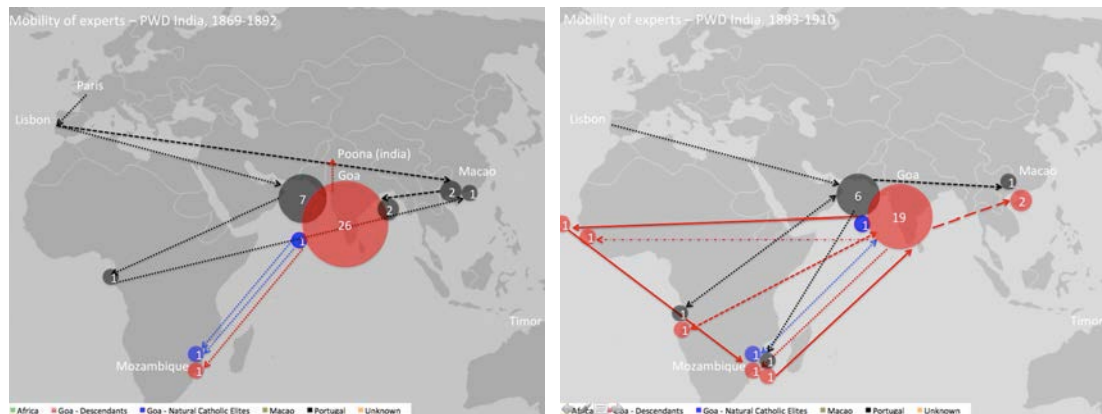 Mobility of experts – PWD India, 1869-1892
Paris
Lisbon
Poona (india)
Goa
Macao
7
26
2
2
1
1
1
1
1
Mozambique
Timor
Africa Goa - Descendants Goa - Natural Catholic Elites Macao Portugal Unknown
Mobility of experts – PWD India, 1893-1910
Lisbon
Goa
Macao
6
19
1
2
1
1
1
1
1
1
1
1
1
Mozambique
Timor
Africa Goa - Descendants Goa - Natural Catholic Elites Macao Portugal Unknown